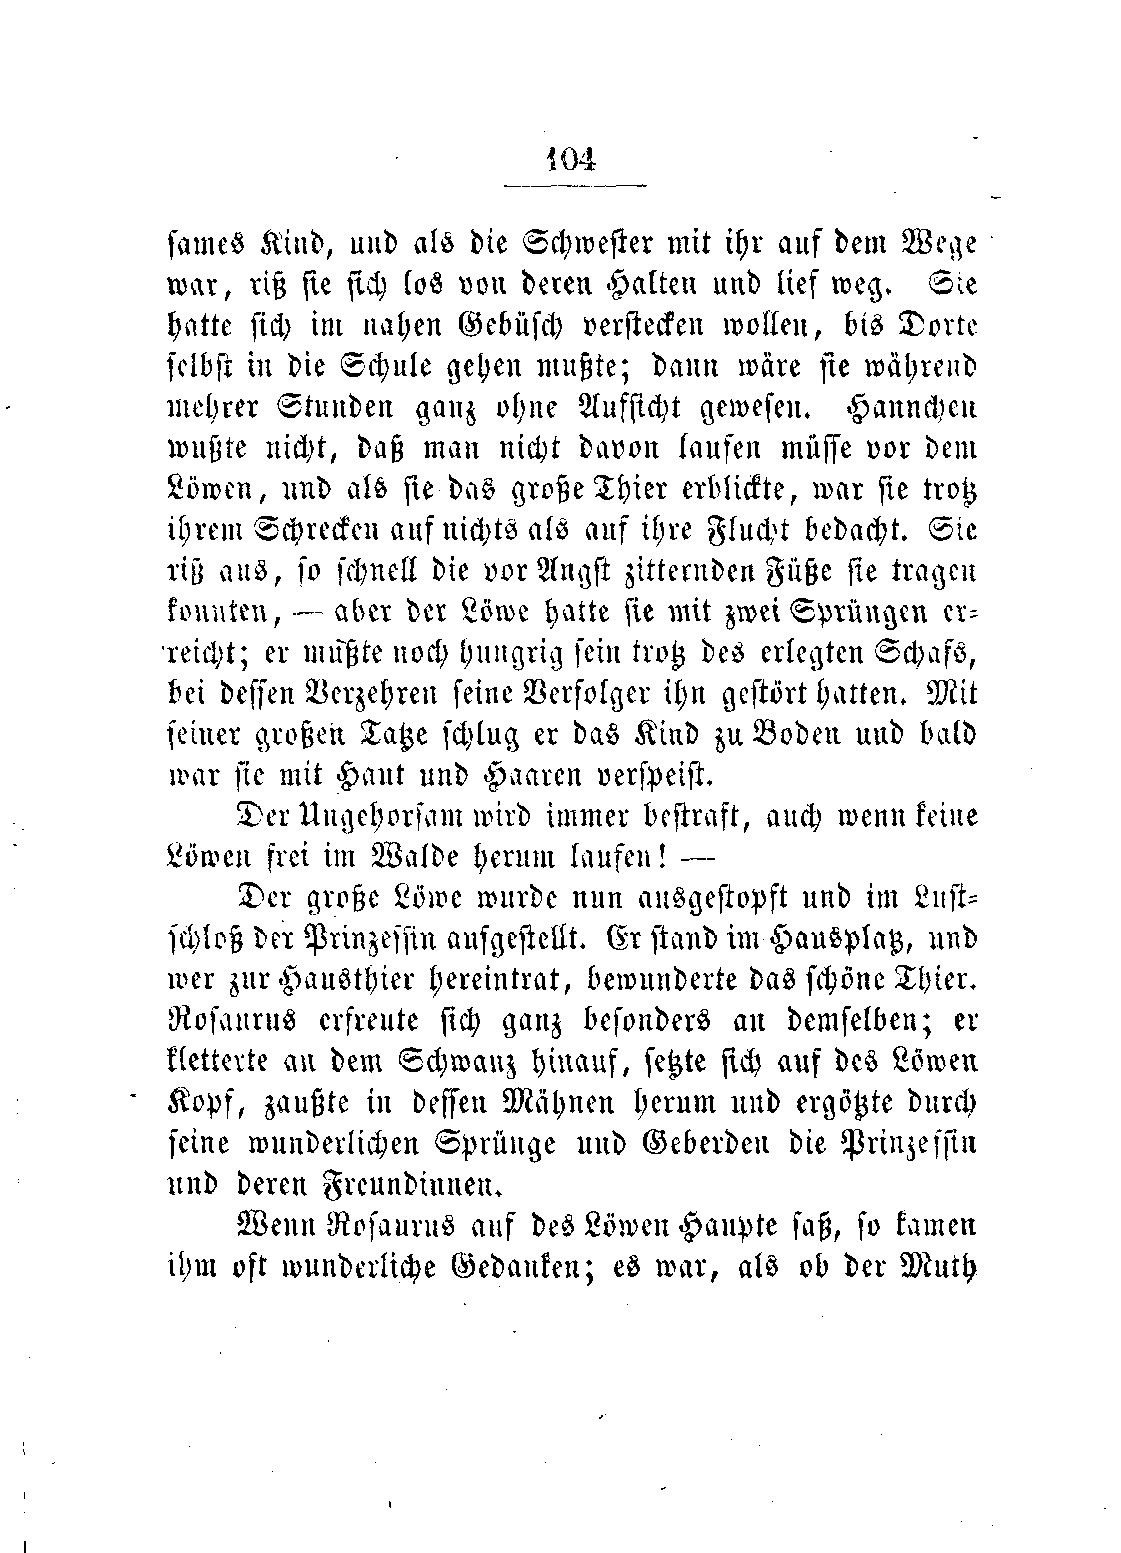 104
sames Kind, und als die Schwester mit ihr auf dem Wege
war, riß sie sich los von deren Halten und lief weg. Sie
hatte sich im nahen Gebüsch verstecken wollen, bis Dorte
selbst in die Schule gehen mußte; dann wäre sie während
mehrer Stunden ganz ohne Aufsicht gewesen. Hannchen
wußte nicht, daß man nicht davon laufen müsse vor dem
Löwen, und als sie das große Thier erblickte, war sie trotz
ihrem Schrecken auf nichts als auf ihre Flucht bedacht. Sie
riß aus, so schnell die vor Angst zitternden Füße sie tragen
konnten, — aber der Löwe hatte sie mit zwei Sprüngen er-
reicht; er mußte noch hungrig sein trotz des erlegten Schafs,
bei dessen Verzehren seine Verfolger ihn gestört hatten. Mit
seiner großen Tatze schlug er das Kind zu Boden und bald
war sie mit Haut und Haaren verspeist.
Der Ungehorsam wird immer bestraft, auch wenn keine
Löwen frei im Walde herum laufen! —
Der große Löwe wurde nun ausgestopft und im Lust-
schloß der Prinzessin aufgestellt. Er stand im Hausplatz, und
wer zur Hausthier hereintrat, bewunderte das schöne Thier.
Rosaurus erfreute sich ganz besonders an demselben; er
kletterte an dem Schwanz hinauf, setzte sich auf des Löwen
Kopf, zaußte in dessen Mähnen herum und ergötzte durch
seine wunderlichen Sprünge und Geberden die Prinzessin
und deren Freundinnen.
Wenn Rosaurus auf des Löwen Haupte saß, so kamen
ihm oft wunderliche Gedanken; es war, als ob der Muth